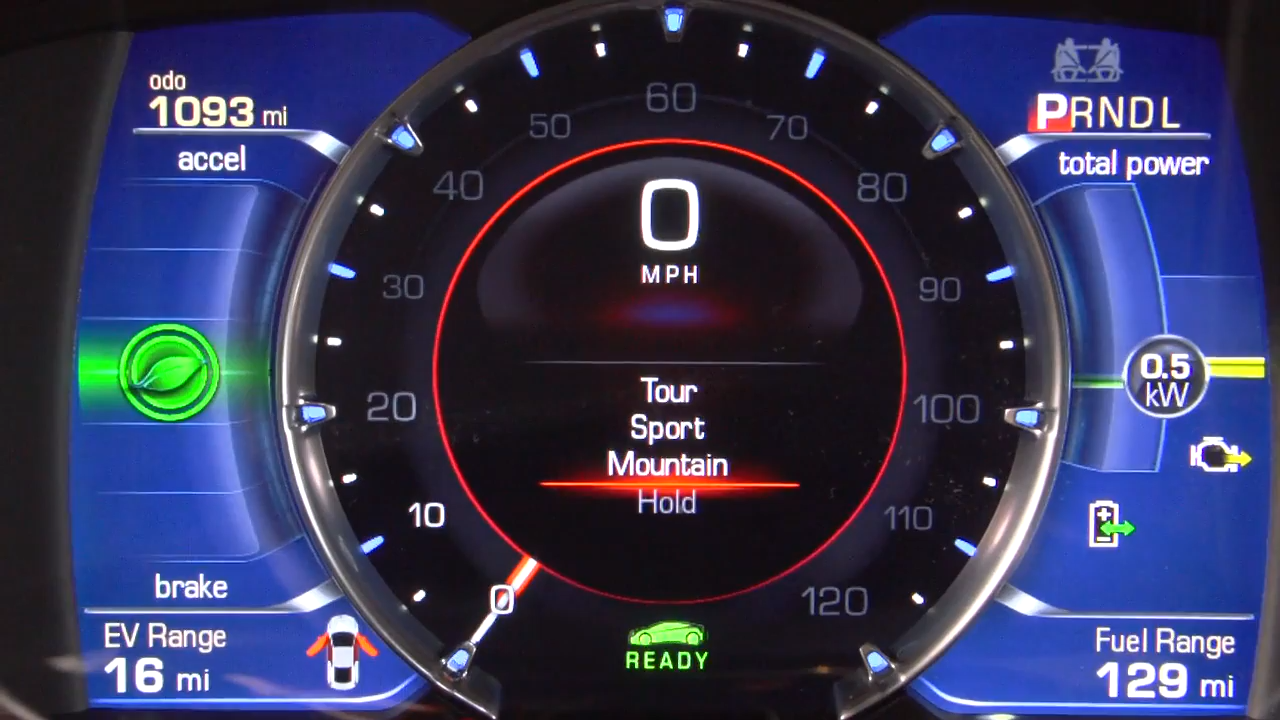 odo
1093 mi
accel
brake
EV Range
16 mi
0
10
20
30
40
50
60
70
80
90
100
110
120
0
MPH
Tour
Sport
Mountain
Hold
READY
PRNDL
total power
0.5
kW
Fuel Range
129 mi